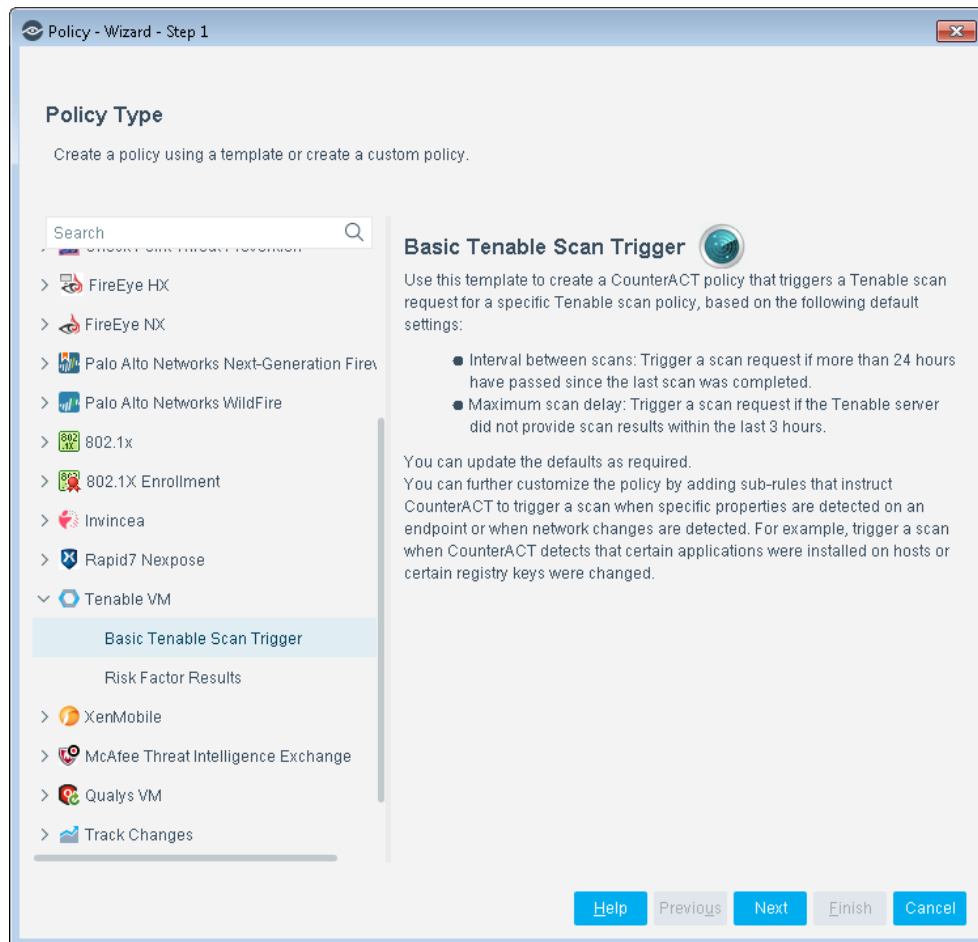 Policy - Wizard - Step 1
Policy Type
Create a policy using a template or create a custom policy.
Search
FireEye HX
FireEye NX
Palo Alto Networks Next-Generation Firew
Palo Alto Networks WildFire
802.1x
802.1X Enrollment
Invincea
Rapid7 Nexpose
Tenable VM
Basic Tenable Scan Trigger
Risk Factor Results
XenMobile
McAfee Threat Intelligence Exchange
Qualys VM
Track Changes
Basic Tenable Scan Trigger
Use this template to create a CounterACT policy that triggers a Tenable scan
request for a specific Tenable scan policy, based on the following default
settings:
● Interval between scans: Trigger a scan request if more than 24 hours
have passed since the last scan was completed.
● Maximum scan delay: Trigger a scan request if the Tenable server
did not provide scan results within the last 3 hours.
You can update the defaults as required.
You can further customize the policy by adding sub-rules that instruct
CounterACT to trigger a scan when specific properties are detected on an
endpoint or when network changes are detected. For example, trigger a scan
when CounterACT detects that certain applications were installed on hosts or
certain registry keys were changed.
Help
Previous
Next
Finish
Cancel